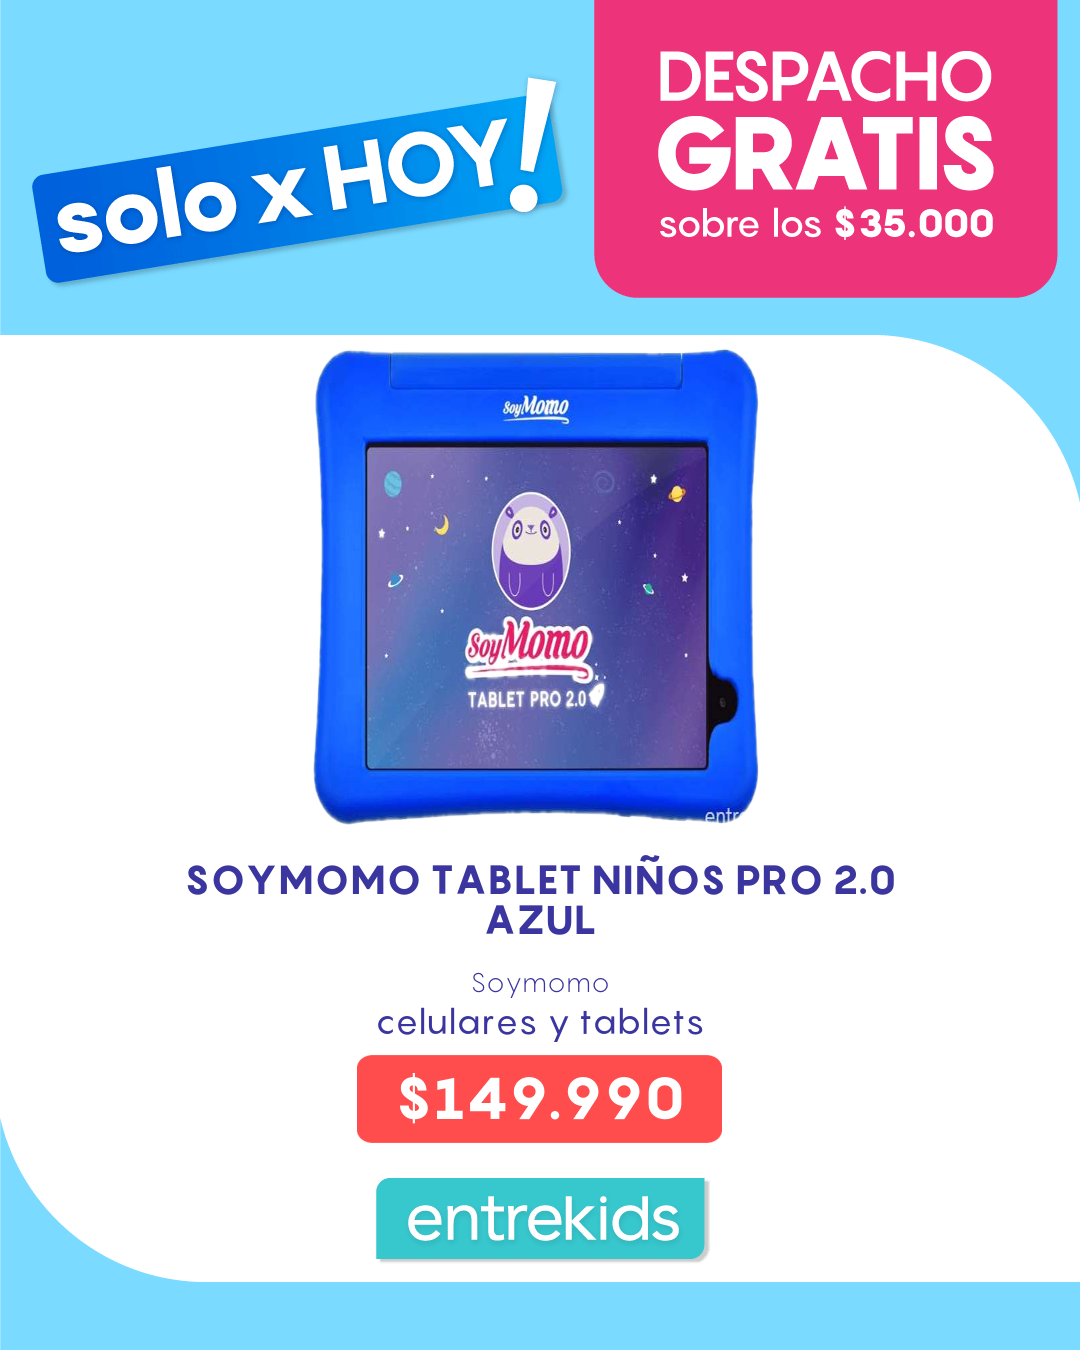 solo x HOY!
DESPACHO
GRATIS
sobre los $35.000
SoyMomo
SoyMomo
TABLET PRO 2.0
SOYMOMO TABLET NIÑOS PRO 2.0
AZUL
Soymomo
celulares y tablets
$149.990
entrekids